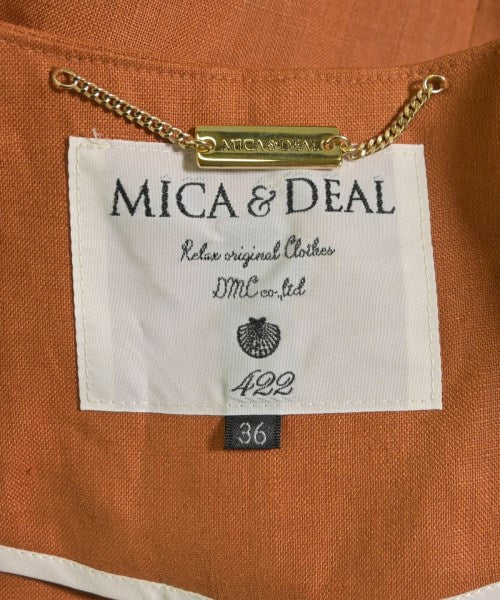 MICA & DEAL
MICA & DEAL
Relax original Clothes
DMC co.,ltd
422
36